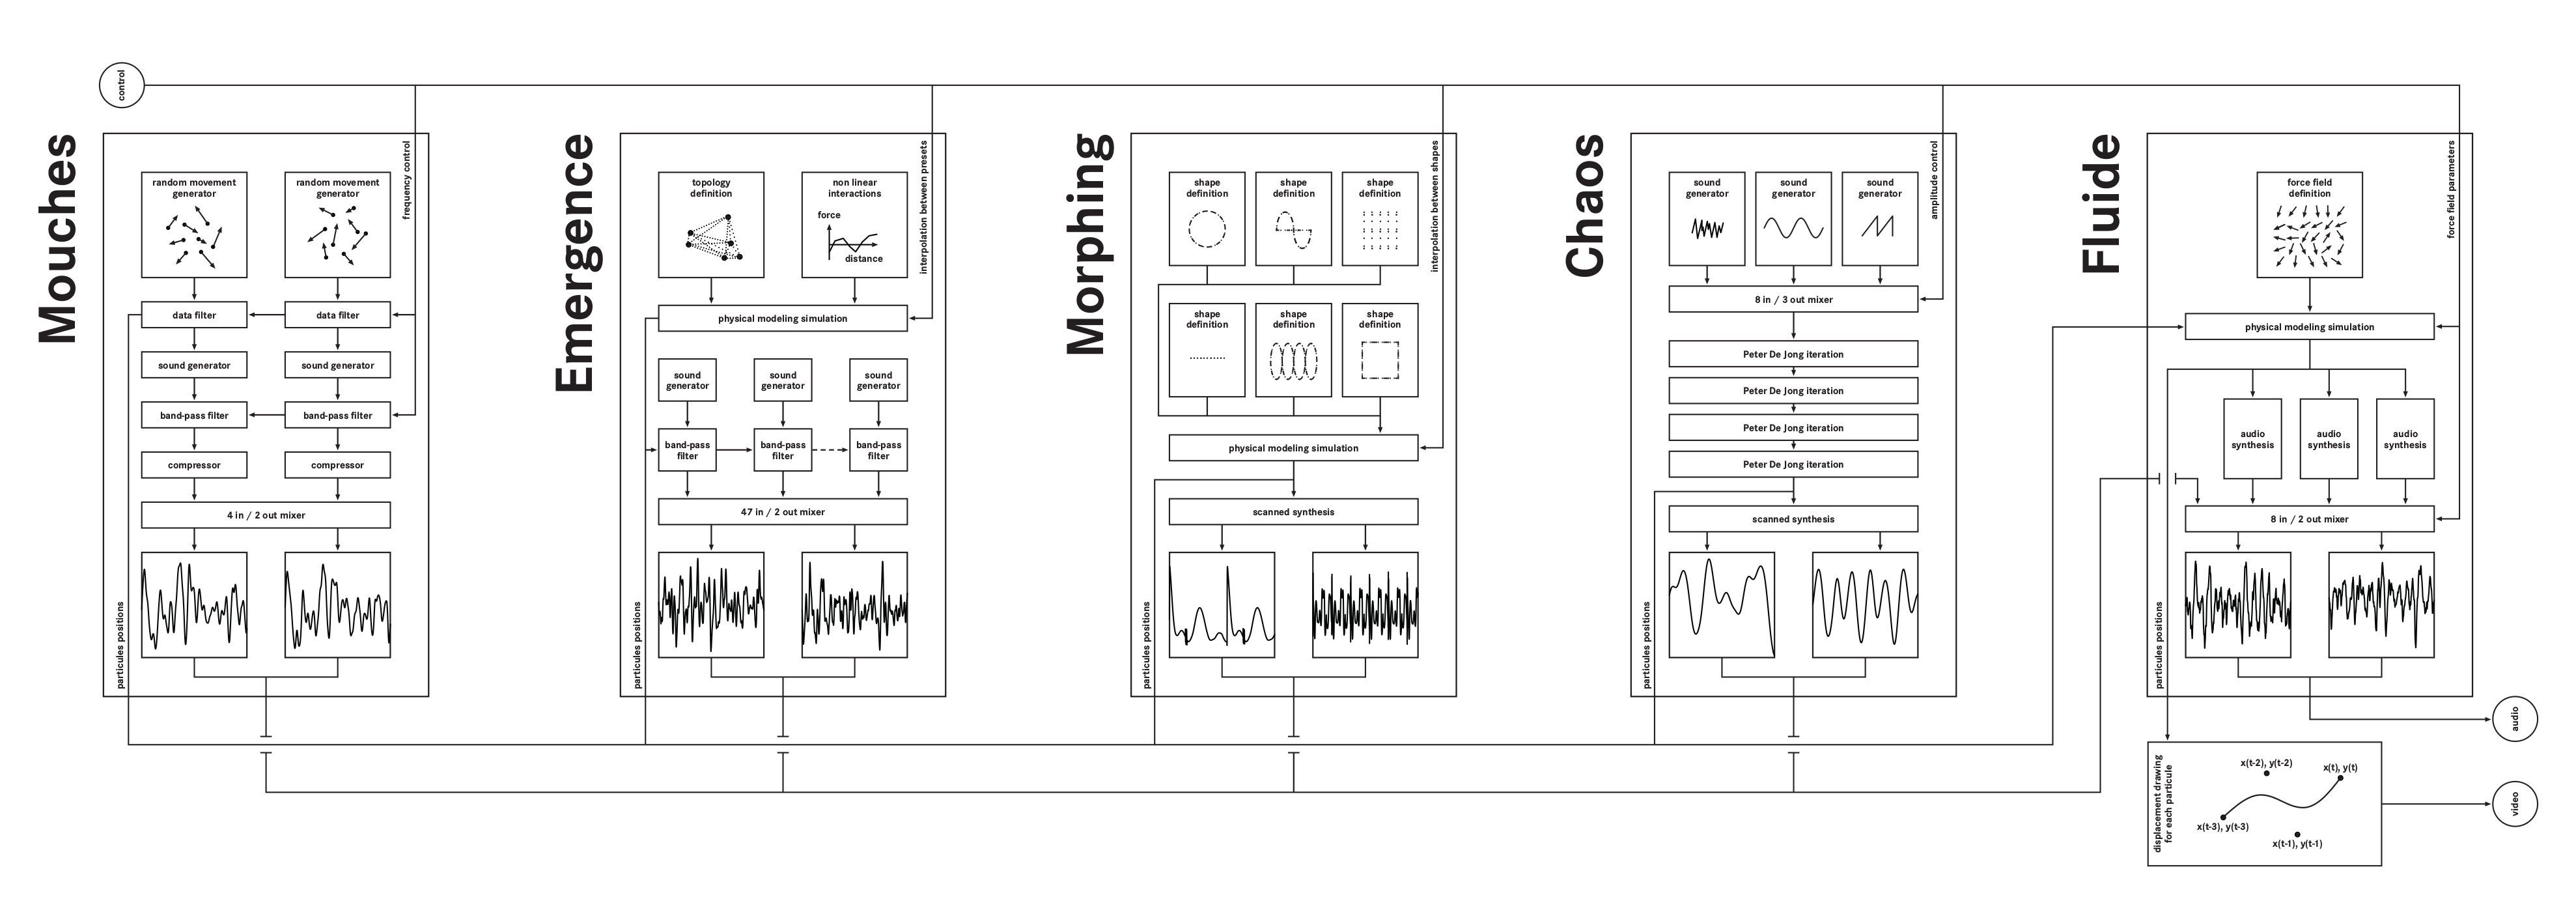 control
Mouches
frequency control
random movement
generator
random movement
generator
data filter
data filter
sound generator
sound generator
band-pass filter
band-pass filter
compressor
compressor
4 in / 2 out mixer
particules positions
Emergence
interpolation between presets
topology
definition
non linear
interactions
force
distance
physical modeling simulation
sound
generator
sound
generator
sound
generator
band-pass
filter
band-pass
filter
band-pass
filter
47 in / 2 out mixer
particules positions
Morphing
interpolation between shapes
shape
definition
shape
definition
shape
definition
shape
definition
shape
definition
shape
definition
physical modeling simulation
scanned synthesis
particules positions
Chaos
amplitude control
sound
generator
sound
generator
sound
generator
8 in / 3 out mixer
Peter De Jong iteration
Peter De Jong iteration
Peter De Jong iteration
Peter De Jong iteration
scanned synthesis
particules positions
Fluide
force field parameters
force field
definition
physical modeling simulation
audio
synthesis
audio
synthesis
audio
synthesis
8 in / 2 out mixer
particules positions
audio
displacement drawing
for each particule
x(t-2), y(t-2)
x(t), y(t)
x(t-3), y(t-3)
x(t-1), y(t-1)
video